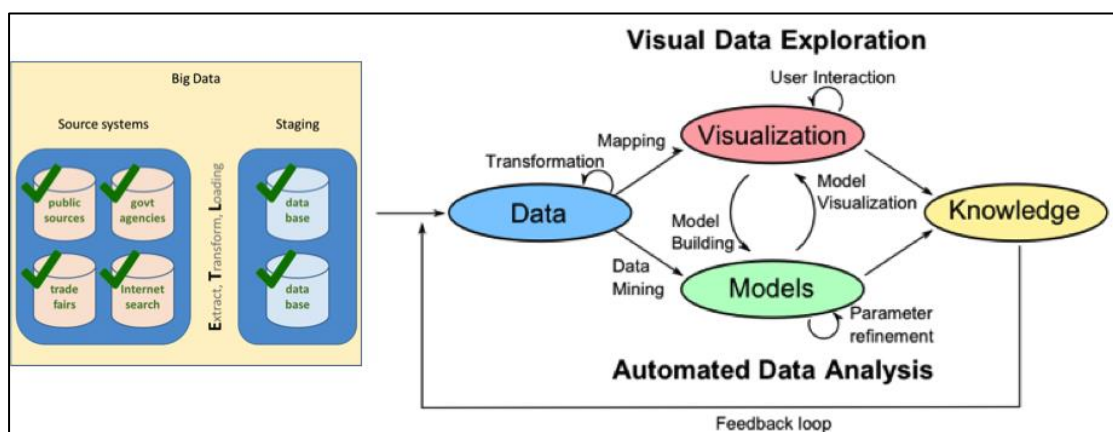 Big Data
Source systems
Staging
public
sources
govt
agencies
trade
fairs
Internet
search
Extract, Transform, Loading
data
base
data
base
Visual Data Exploration
User Interaction
Visualization
Mapping
Transformation
Data
Model
Building
Model
Visualization
Knowledge
Data
Mining
Models
Parameter
refinement
Automated Data Analysis
Feedback loop